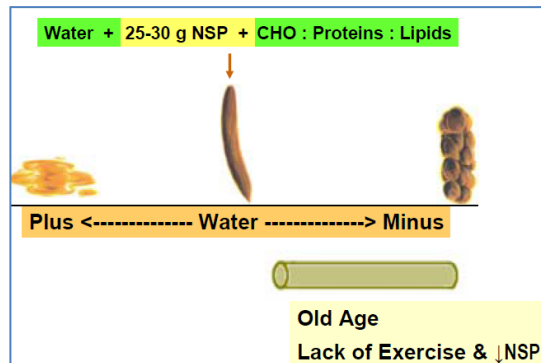 Water + 25-30 g NSP + CHO : Proteins : Lipids
Plus <-------------- Water --------------> Minus
Old Age
Lack of Exercise & ↓NSP